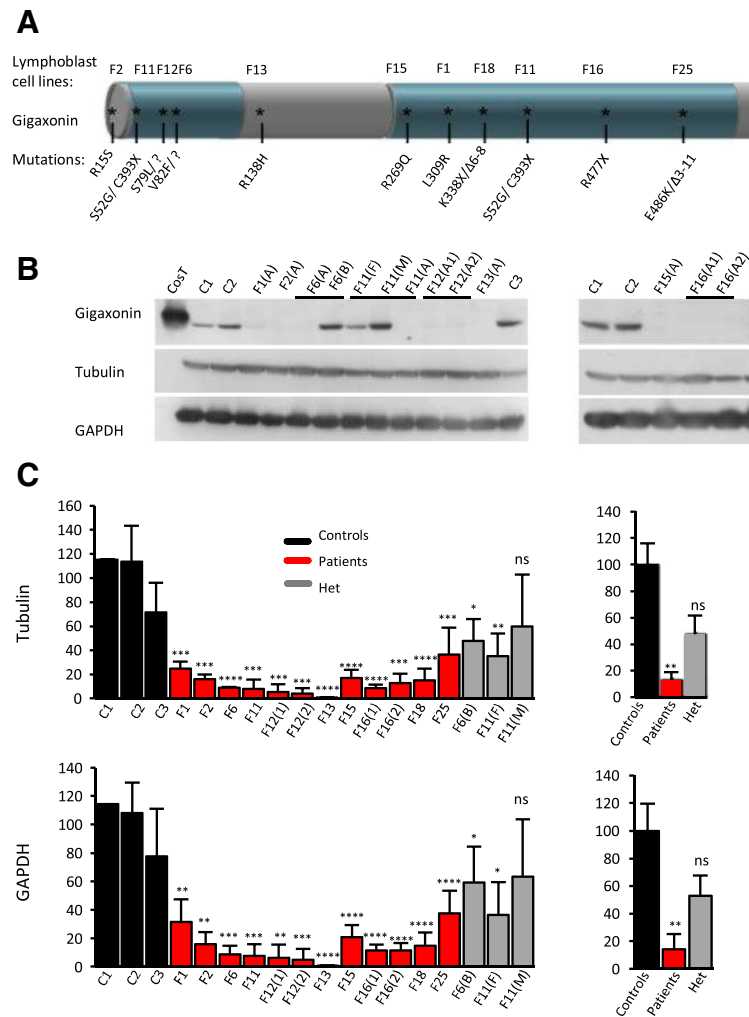 A
Lymphoblast
cell lines:
F2 F11 F12 F6 F13 F15 F1 F18 F11 F16 F25
Gigaxonin
* * * * * * * * * * *
Mutations:
R15S S52G/ C393X S79L/ ? V82F/ ? R138H R269Q L309R K338X/Δ6-8 S52G/ C393X R477X E486K/Δ3-11
B
CosT C1 C2 F1(A) F2(A) F6(A) F6(B) F11(F) F11(M) F11(A) F12(A1) F12(A2) F13(A) C3 C1 C2 F15(A) F16(A1) F16(A2)
Gigaxonin
Tubulin
GAPDH
C
Tubulin
160
140
120
100
80
60
40
20
0
Controls
Patients
Het
*** *** **** *** *** *** **** **** **** *** **** *** * ** ns
C1 C2 C3 F1 F2 F6 F11 F12(1) F12(2) F13 F15 F16(1) F16(2) F18 F25 F6(B) F11(F) F11(M)
140
120
100
80
60
40
20
0
** ns
Controls Patients Het
GAPDH
140
120
100
80
60
40
20
0
** ** *** *** ** *** **** **** **** **** **** **** * * ns
C1 C2 C3 F1 F2 F6 F11 F12(1) F12(2) F13 F15 F16(1) F16(2) F18 F25 F6(B) F11(F) F11(M)
140
120
100
80
60
40
20
0
** ns
Controls Patients Het